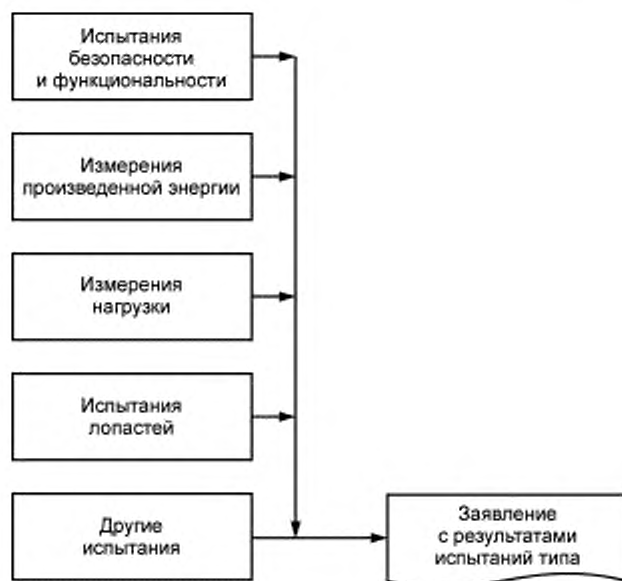 Испытания
безопасности
и функциональности
Измерения
произведенной энергии
Измерения
нагрузки
Испытания
лопастей
Другие
испытания
Заявление
с результатами
испытаний типа